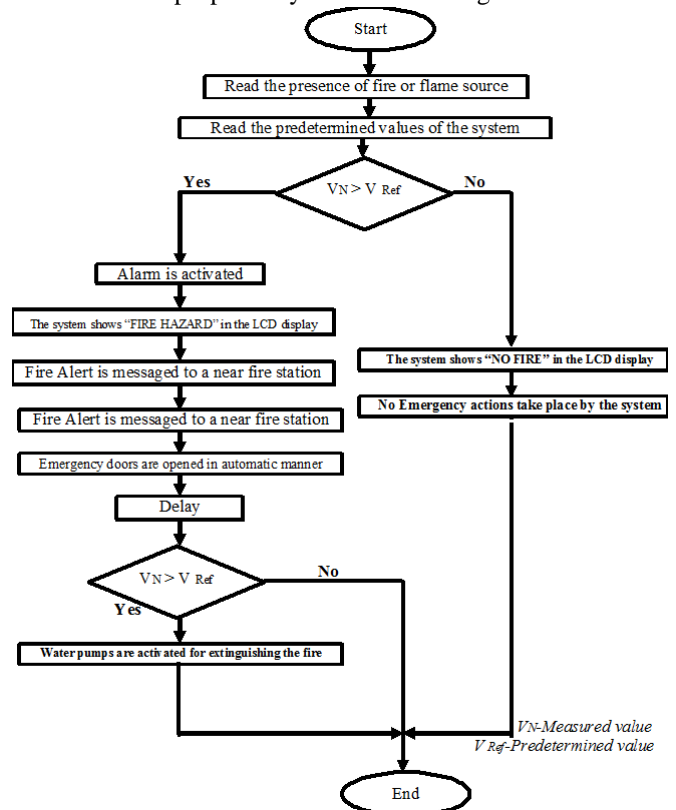 Start
Read the presence of fire or flame source
Read the predetermined values of the system
VN > V Ref
Yes
No
Alarm is activated
The system shows “FIRE HAZARD” in the LCD display
Fire Alert is messaged to a near fire station
Fire Alert is messaged to a near fire station
Emergency doors are opened in automatic manner
Delay
VN > V Ref
No
Yes
Water pumps are activated for extinguishing the fire
The system shows “NO FIRE” in the LCD display
No Emergency actions take place by the system
VN-Measured value
V Ref-Predetermined value
End